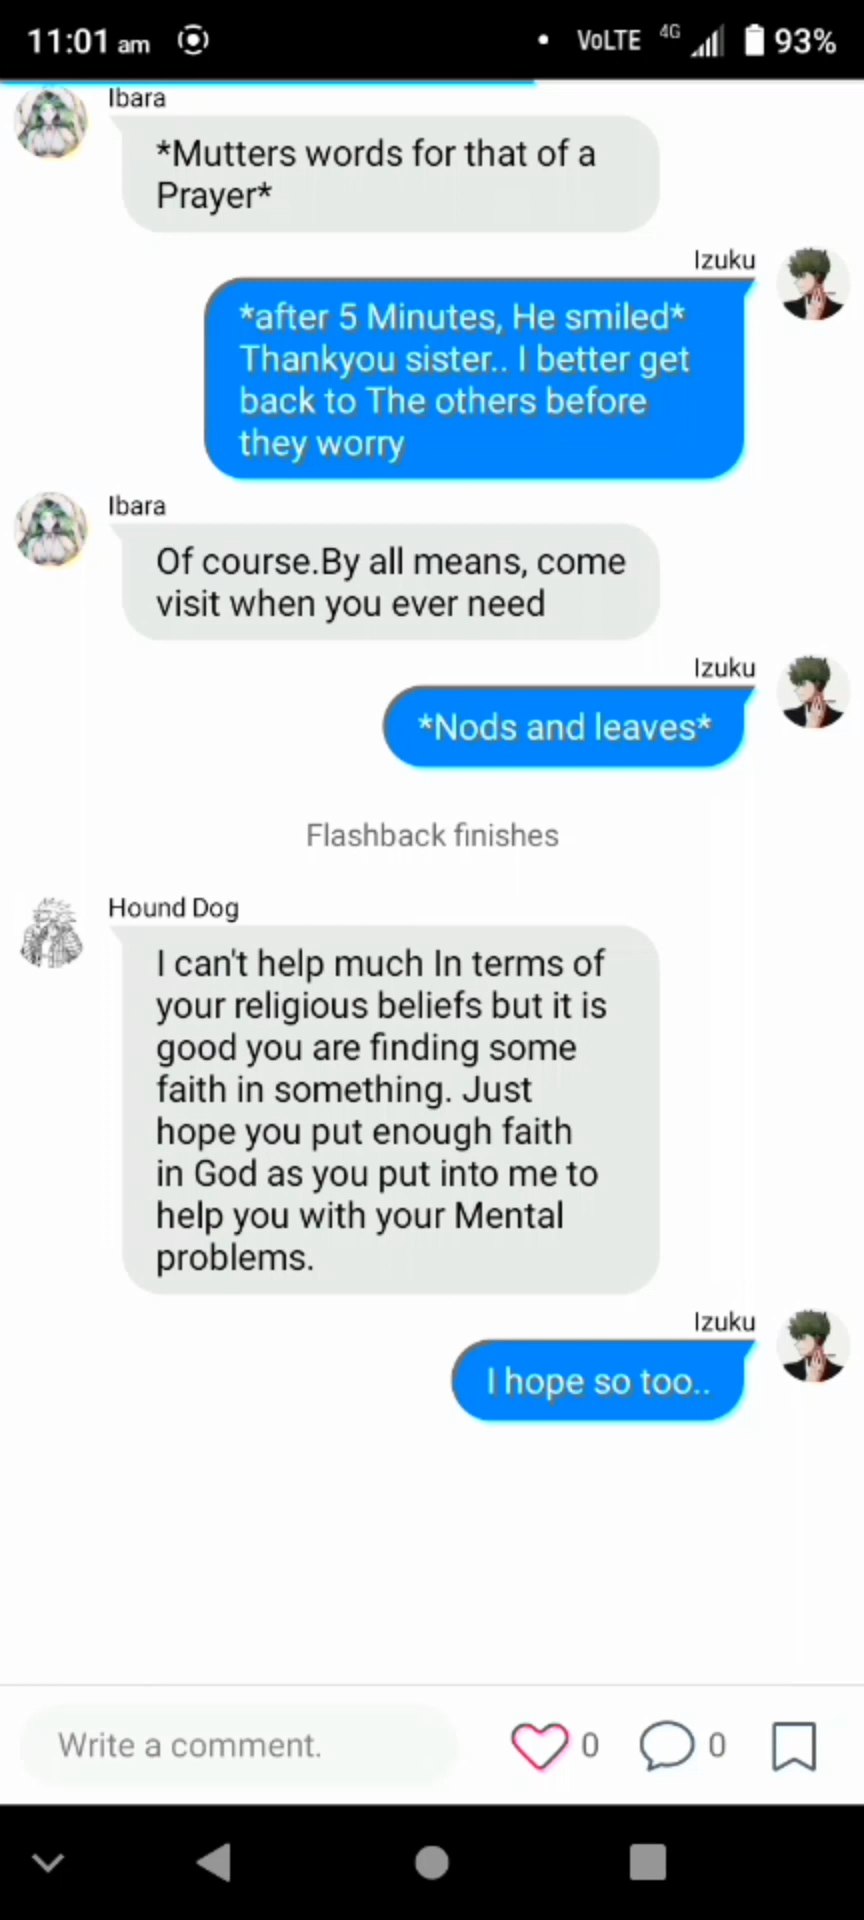 11:01 am
VoLTE 4G 93%
Ibara
*Mutters words for that of a
Prayer*
Izuku
*after 5 Minutes, He smiled*
Thankyou sister.. I better get
back to The others before
they worry
Ibara
Of course.By all means, come
visit when you ever need
Izuku
*Nods and leaves*
Flashback finishes
Hound Dog
I can't help much In terms of
your religious beliefs but it is
good you are finding some
faith in something. Just
hope you put enough faith
in God as you put into me to
help you with your Mental
problems.
Izuku
I hope so too..
Write a comment.
0
0